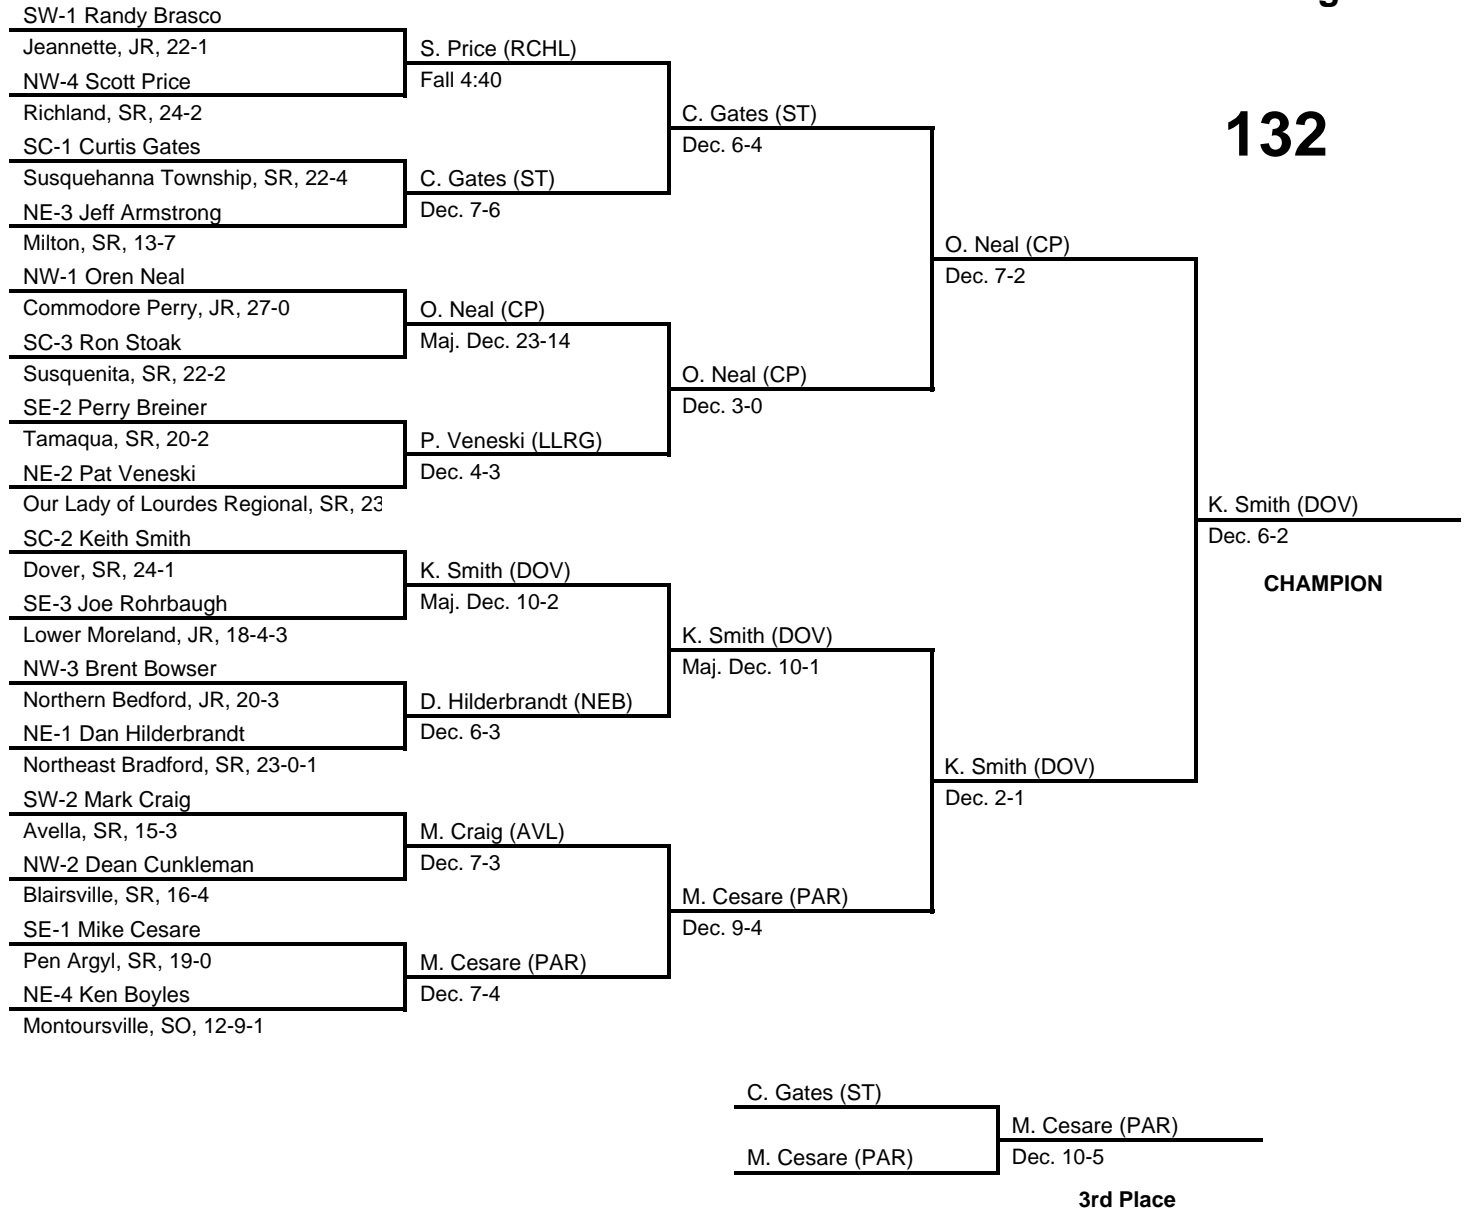 SW-1 Randy Brasco
Jeannette, JR, 22-1
NW-4 Scott Price
Richland, SR, 24-2
SC-1 Curtis Gates
Susquehanna Township, SR, 22-4
NE-3 Jeff Armstrong
Milton, SR, 13-7
NW-1 Oren Neal
Commodore Perry, JR, 27-0
SC-3 Ron Stoak
Susquenita, SR, 22-2
SE-2 Perry Breiner
Tamaqua, SR, 20-2
NE-2 Pat Veneski
Our Lady of Lourdes Regional, SR, 23
SC-2 Keith Smith
Dover, SR, 24-1
SE-3 Joe Rohrbaugh
Lower Moreland, JR, 18-4-3
NW-3 Brent Bowser
Northern Bedford, JR, 20-3
NE-1 Dan Hilderbrandt
Northeast Bradford, SR, 23-0-1
SW-2 Mark Craig
Avella, SR, 15-3
NW-2 Dean Cunkleman
Blairsville, SR, 16-4
SE-1 Mike Cesare
Pen Argyl, SR, 19-0
NE-4 Ken Boyles
Montoursville, SO, 12-9-1
S. Price (RCHL)
Fall 4:40
C. Gates (ST)
Dec. 7-6
O. Neal (CP)
Maj. Dec. 23-14
P. Veneski (LLRG)
Dec. 4-3
K. Smith (DOV)
Maj. Dec. 10-2
D. Hilderbrandt (NEB)
Dec. 6-3
M. Craig (AVL)
Dec. 7-3
M. Cesare (PAR)
Dec. 7-4
C. Gates (ST)
Dec. 6-4
O. Neal (CP)
Dec. 3-0
K. Smith (DOV)
Maj. Dec. 10-1
M. Cesare (PAR)
Dec. 9-4
O. Neal (CP)
Dec. 7-2
K. Smith (DOV)
Dec. 2-1
132
K. Smith (DOV)
Dec. 6-2
CHAMPION
C. Gates (ST)
M. Cesare (PAR)
M. Cesare (PAR)
Dec. 10-5
3rd Place